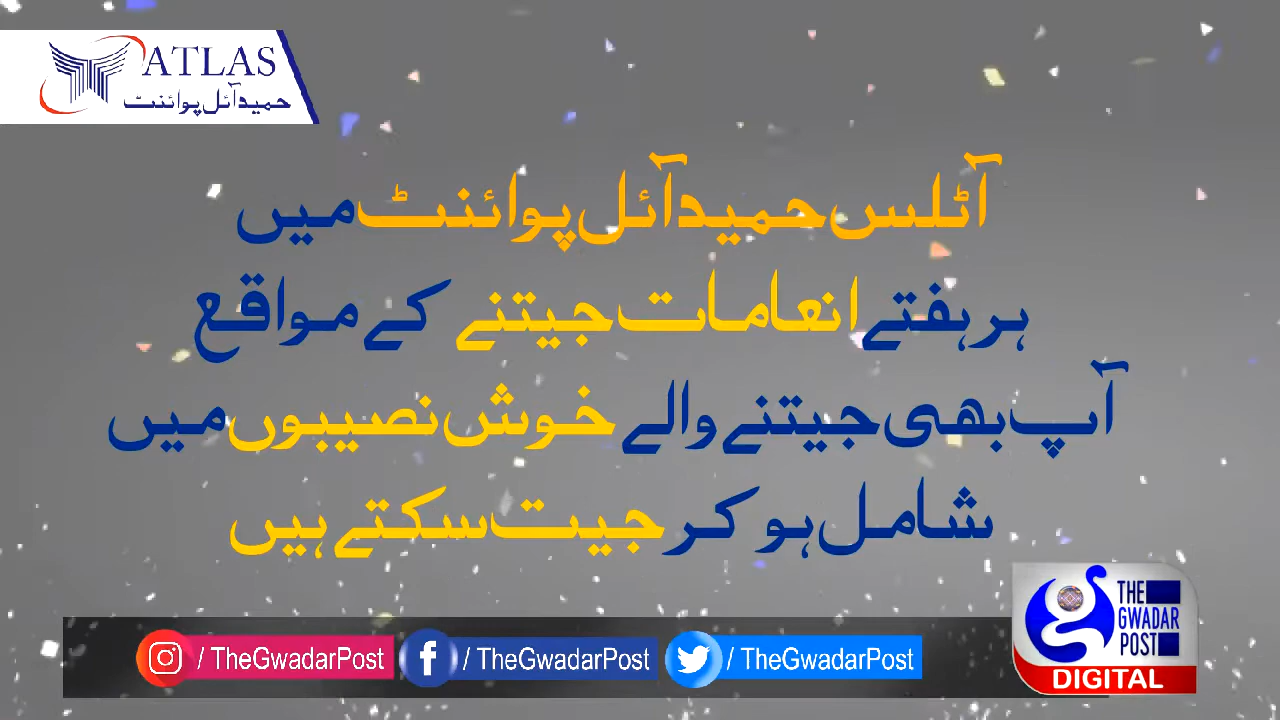 ATLAS
حمید آئل پوائنٹ
آٹلس حمید آئل پوائنٹ میں
ہر ہفتے انعامات جیتنے کے مواقع
آپ بھی جیتنے والے خوش نصیبوں میں
شامل ہو کر جیت سکتے ہیں
/ TheGwadarPost / TheGwadarPost / TheGwadarPost
THE
GWADAR
POST
DIGITAL